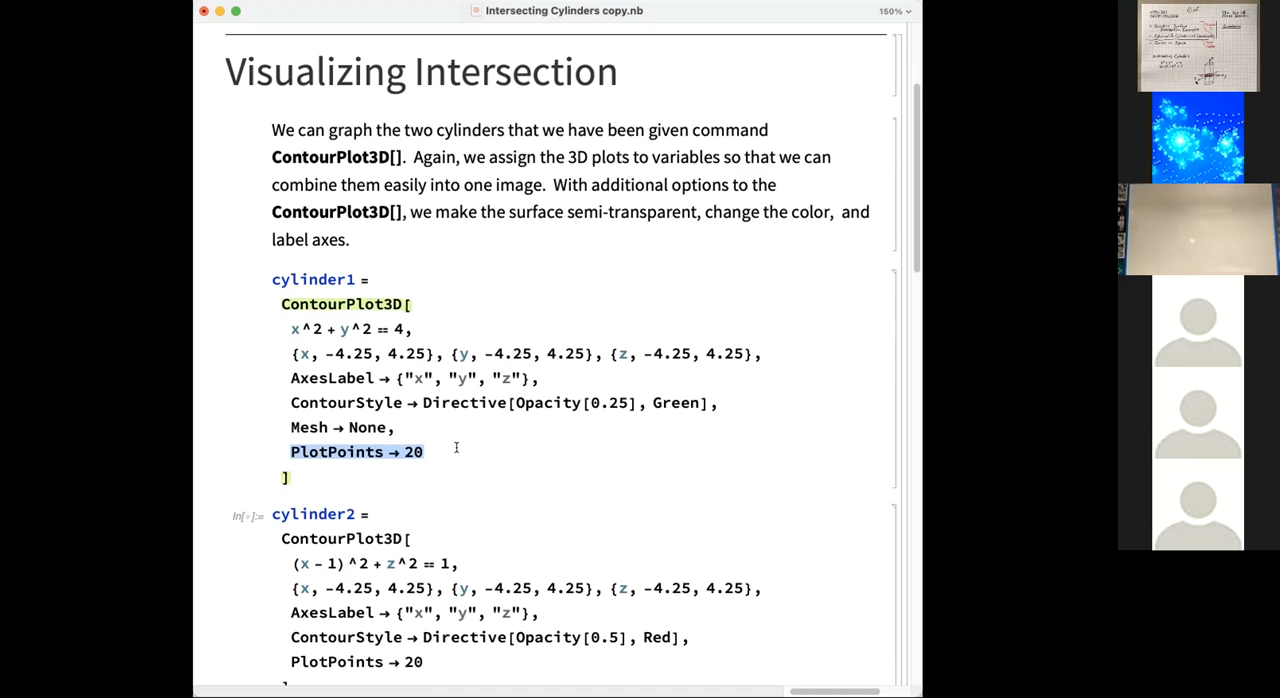 Intersecting Cylinders copy.nb
150%
Visualizing Intersection
We can graph the two cylinders that we have been given command
ContourPlot3D[]. Again, we assign the 3D plots to variables so that we can
combine them easily into one image. With additional options to the
ContourPlot3D[], we make the surface semi-transparent, change the color, and
label axes.
cylinder1 =
ContourPlot3D[
x^2 + y^2 == 4,
{x, -4.25, 4.25}, {y, -4.25, 4.25}, {z, -4.25, 4.25},
AxesLabel → {"x", "y", "z"},
ContourStyle → Directive[Opacity[0.25], Green],
Mesh → None,
PlotPoints → 20
]
In[•]:= cylinder2 =
ContourPlot3D[
(x - 1)^2 + z^2 == 1,
{x, -4.25, 4.25}, {y, -4.25, 4.25}, {z, -4.25, 4.25},
AxesLabel → {"x", "y", "z"},
ContourStyle → Directive[Opacity[0.5], Red],
PlotPoints → 20